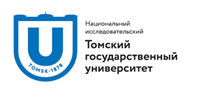 Национальный
исследовательский
Томский
государственный
университет
TOMSK·1878